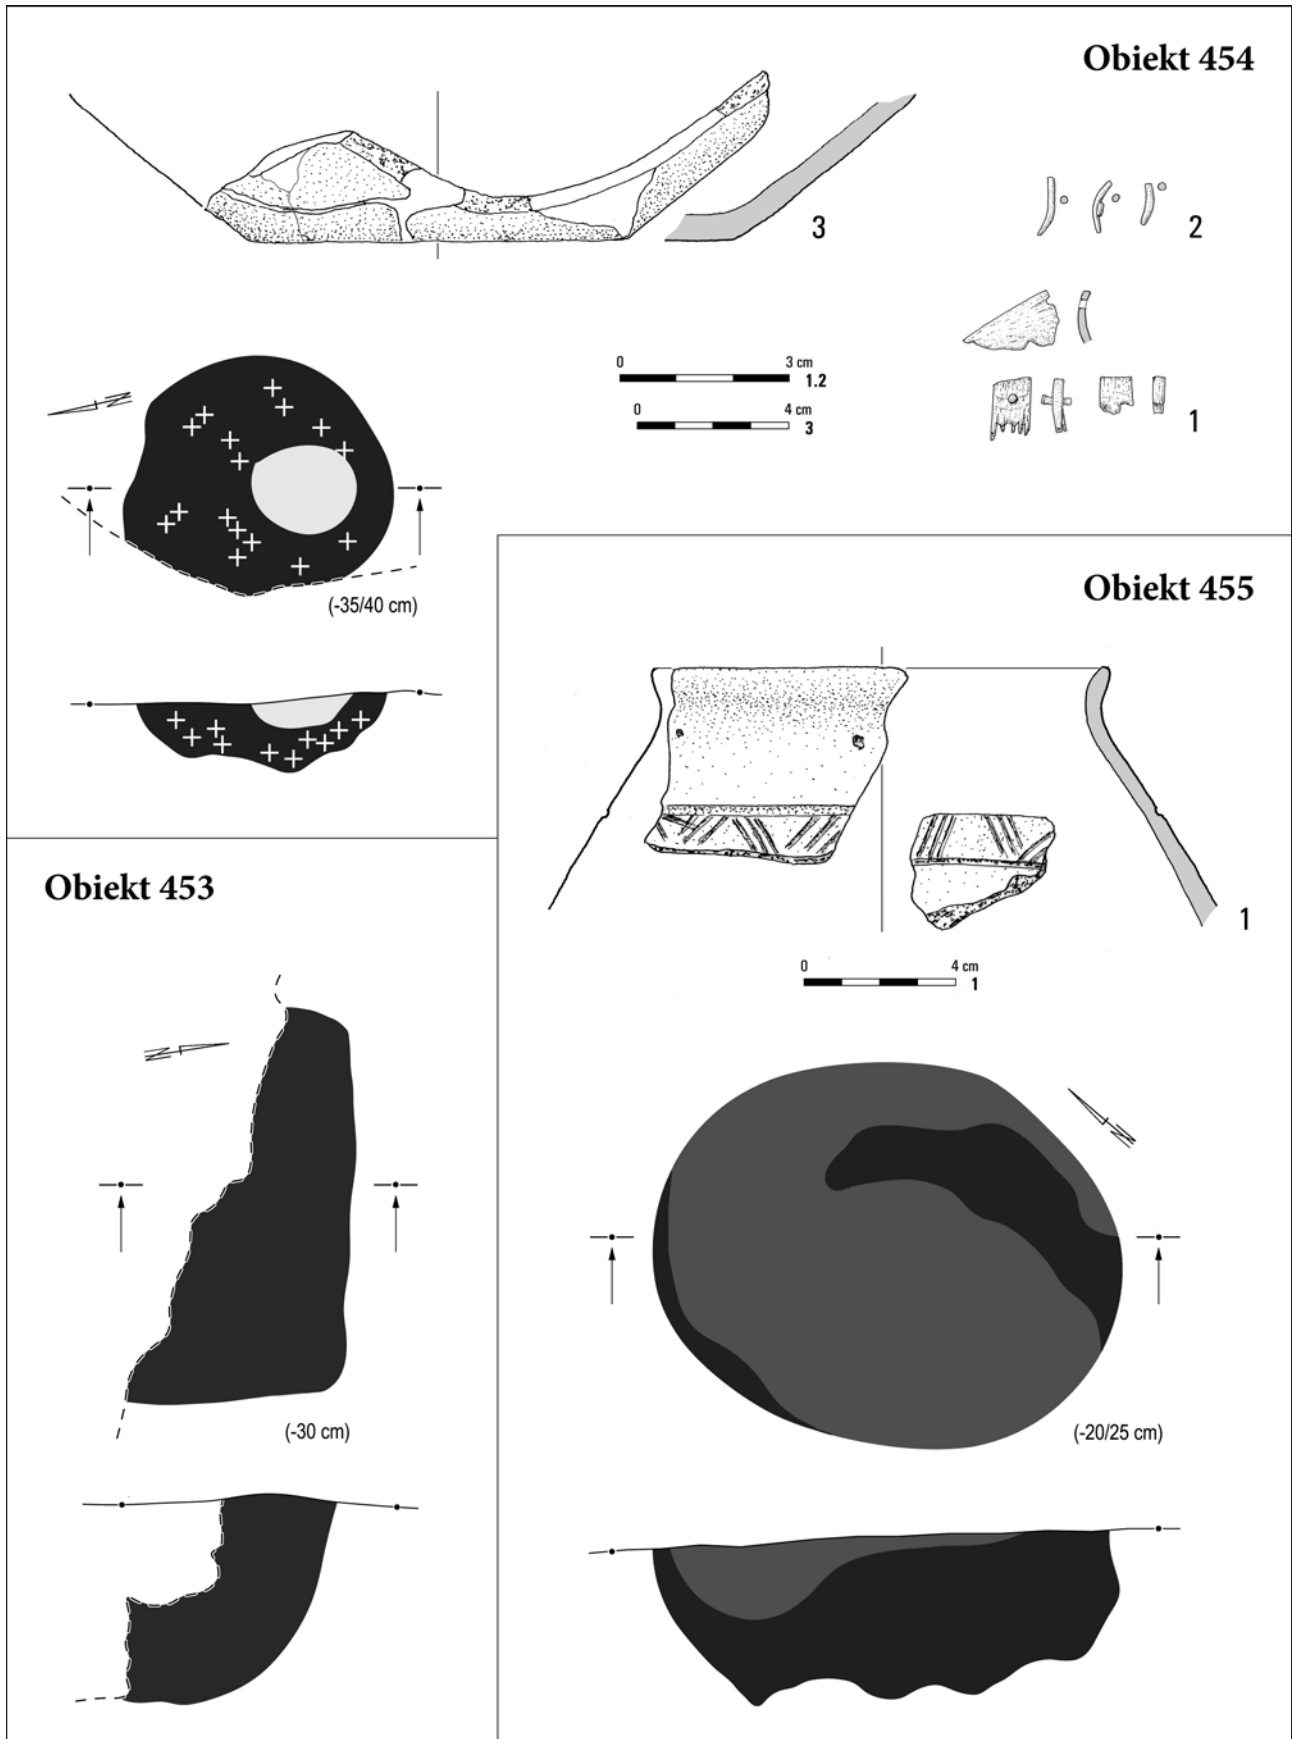 Obiekt 454
3
2
0 3 cm
1.2
0 4 cm
3
1
N
(-35/40 cm)
Obiekt 455
1
0 4 cm
1
N
(-20/25 cm)
Obiekt 453
N
(-30 cm)